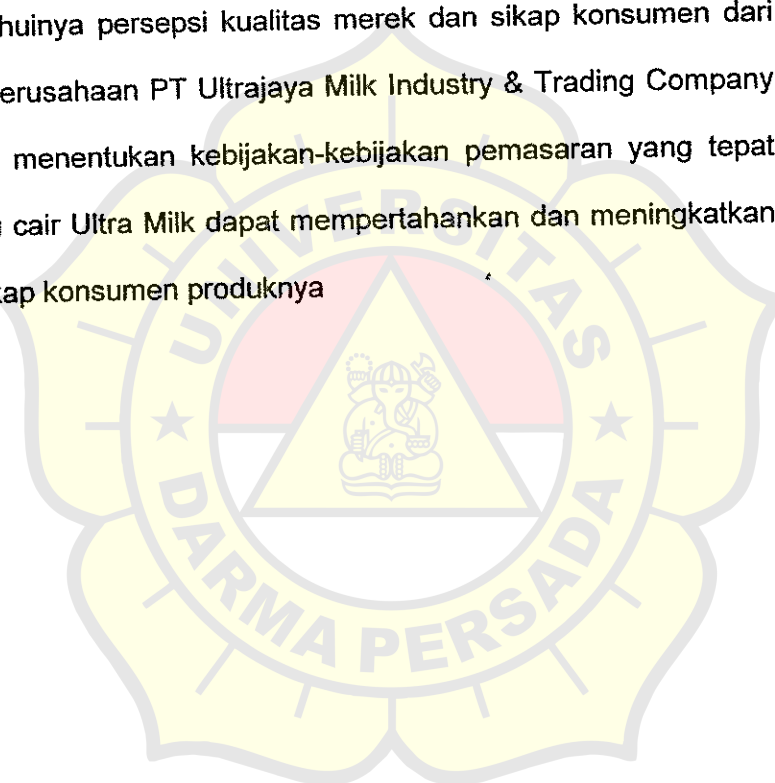 huinya persepsi kualitas merek dan sikap konsumen dari
erusahaan PT Ultrajaya Milk Industry & Trading Company
menentukan kebijakan-kebijakan pemasaran yang tepat
cair Ultra Milk dapat mempertahankan dan meningkatkan
kap konsumen produknya
UNIVERSITAS
DARMA PERSADA